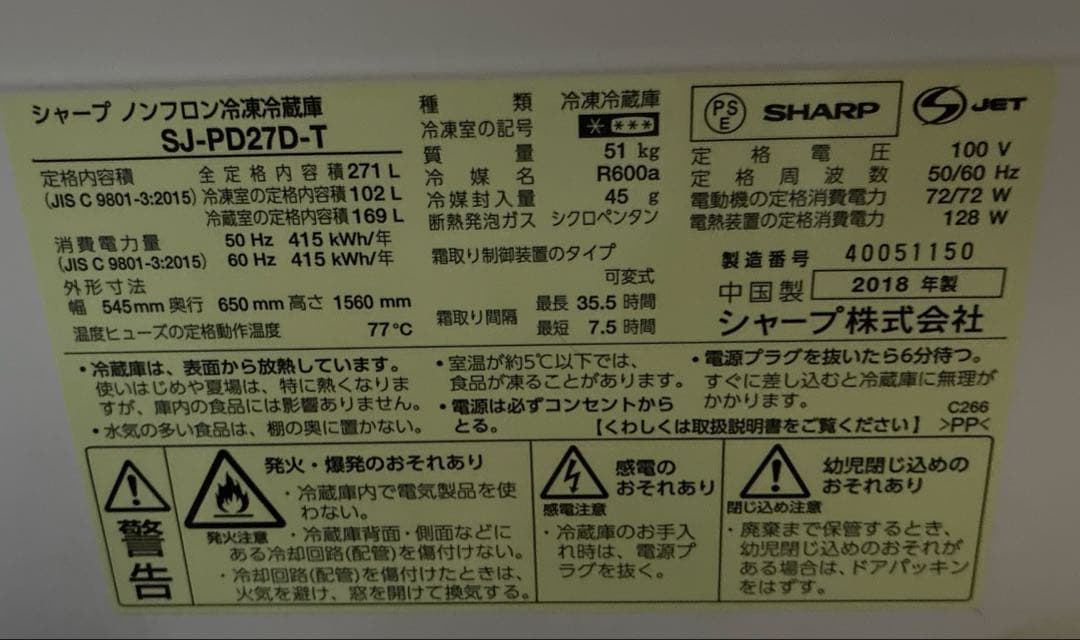 シャープ ノンフロン冷凍冷蔵庫
SJ-PD27D-T
定格内容積 全定格内容積 271 L
(JIS C 9801-3:2015) 冷凍室の定格内容積 102 L
冷蔵室の定格内容積 169 L
消費電力量 50 Hz 415 kWh/年
(JIS C 9801-3:2015) 60 Hz 415 kWh/年
外形寸法
幅 545mm 奥行 650 mm 高さ 1560 mm
温度ヒューズの定格動作温度 77℃
種類 冷凍冷蔵庫
冷凍室の記号 * ***
質量 51 kg
冷媒名 R600a
冷媒封入量 45 g
断熱発泡ガス シクロペンタン
霜取り制御装置のタイプ
可変式
霜取り間隔 最長 35.5 時間
最短 7.5 時間
PS E SHARP JET
定格電圧 100 V
定格周波数 50/60 Hz
電動機の定格消費電力 72/72 W
電熱装置の定格消費電力 128 W
製造番号 40051150
中国製 2018 年製
シャープ株式会社
・冷蔵庫は、表面から放熱しています。
使いはじめや夏場は、特に熱くなりま
すが、庫内の食品には影響ありません。
・水気の多い食品は、棚の奥に置かない。
・室温が約5℃以下では、
食品が凍ることがあります。
・電源は必ずコンセントから
とる。
・電源プラグを抜いたら6分待つ。
すぐに差し込むと冷蔵庫に無理が
かかります。
【くわしくは取扱説明書をご覧ください】
C266
>PP<
警告
発火注意
発火・爆発のおそれあり
・冷蔵庫内で電気製品を使
わない。
・冷蔵庫背面・側面などに
ある冷却回路(配管)を傷付けない。
・冷却回路(配管)を傷付けたときは、
火気を避け、窓を開けて換気する。
感電注意
感電の
おそれあり
・冷蔵庫のお手入
れ時は、電源プ
ラグを抜く。
閉じ込め注意
幼児閉じ込めの
おそれあり
・廃棄まで保管するとき、
幼児閉じ込めのおそれが
ある場合は、ドアパッキン
をはずす。